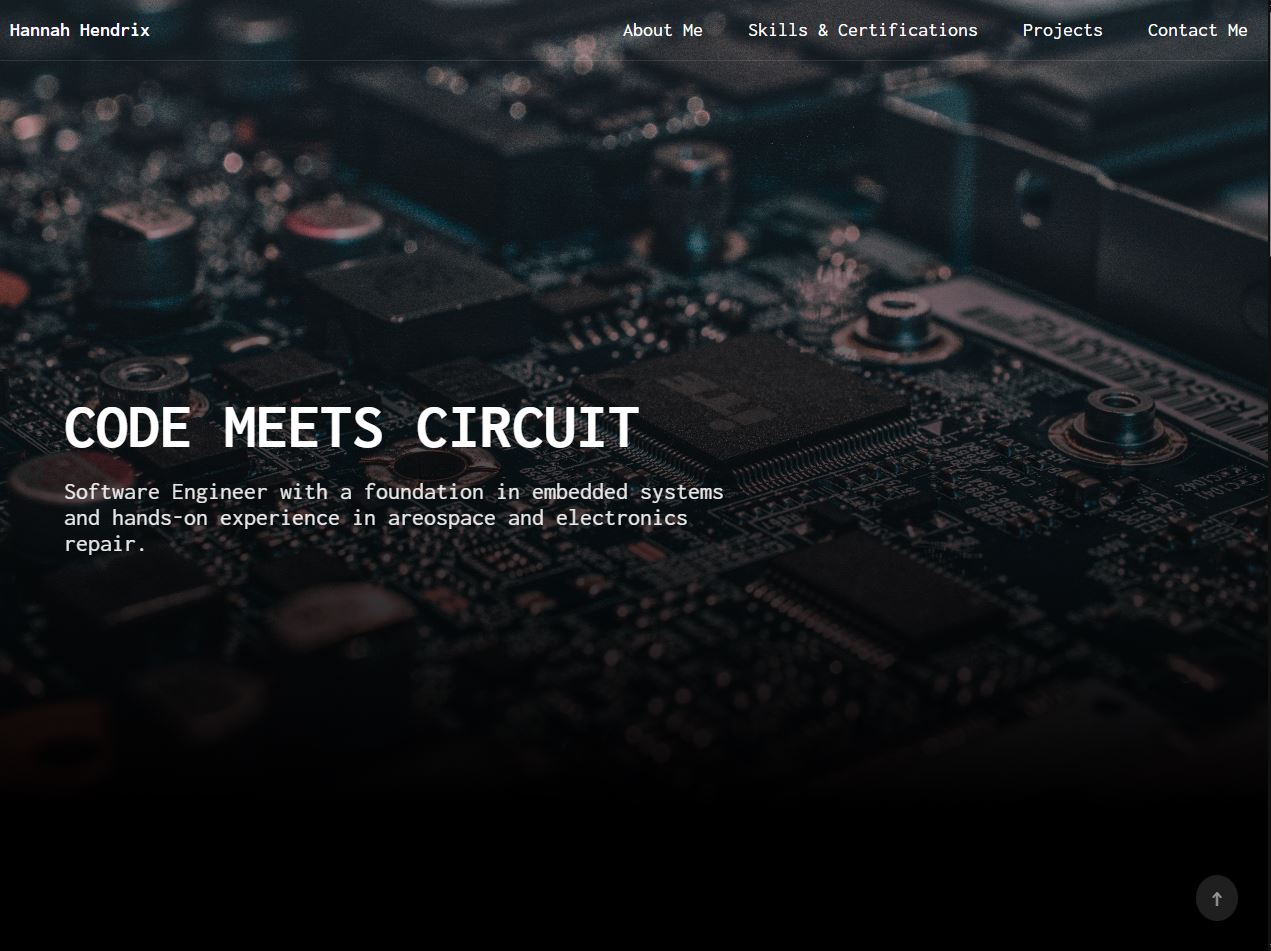 Hannah Hendrix About Me Skills & Certifications Projects Contact Me
CODE MEETS CIRCUIT
Software Engineer with a foundation in embedded systems
and hands-on experience in areospace and electronics
repair.